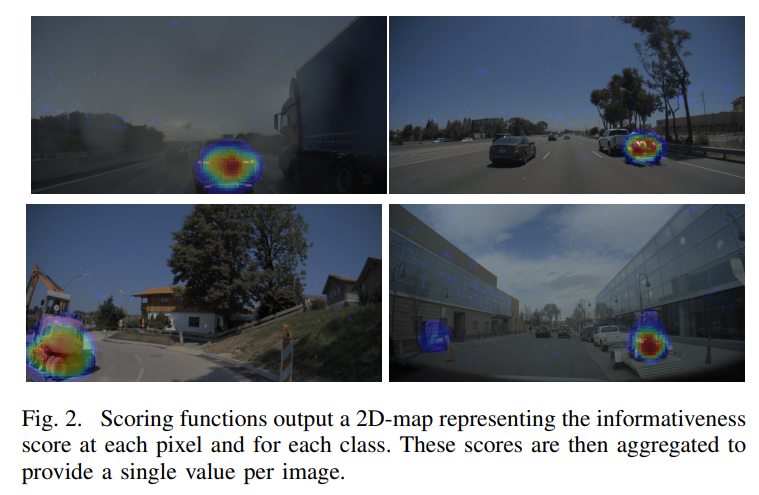 Fig. 2. Scoring functions output a 2D-map representing the informativeness
score at each pixel and for each class. These scores are then aggregated to
provide a single value per image.